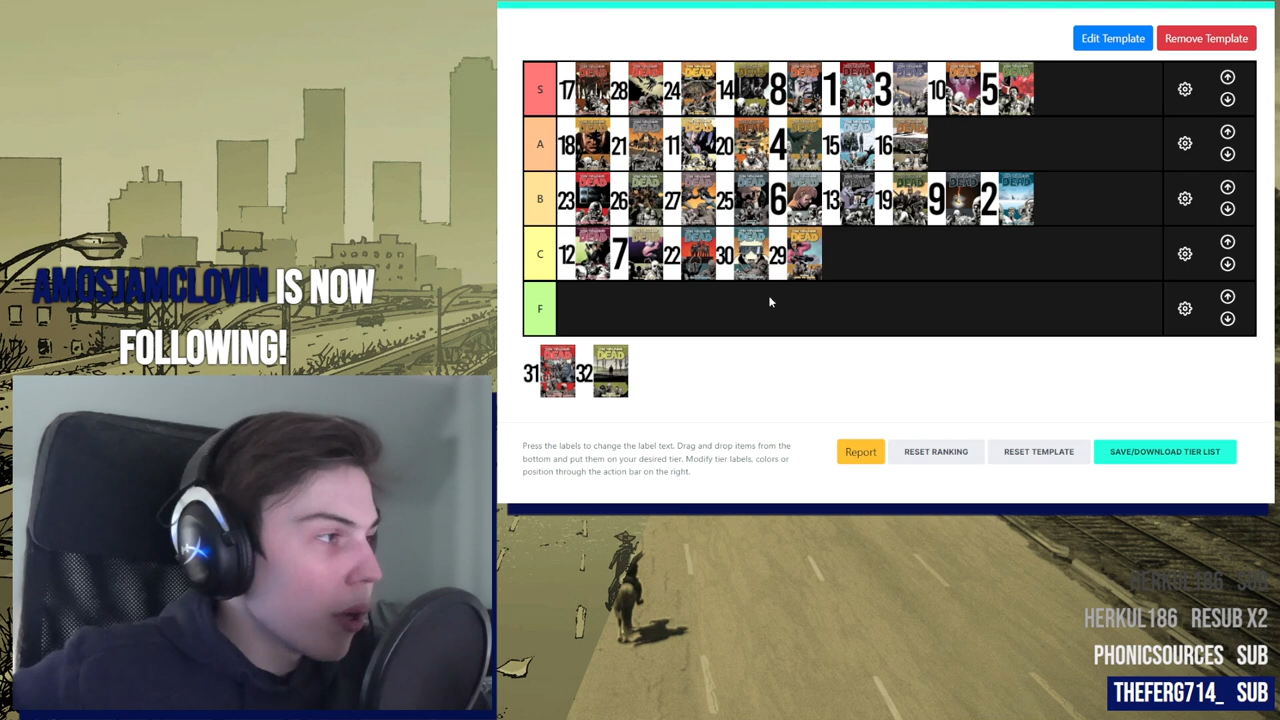 Edit Template Remove Template
S 17 28 24 14 8 1 3 10 5
A 18 21 11 20 4 15 16
B 23 26 27 25 6 13 19 9 2
C 12 7 22 30 29
F
31 DEAD 32 DEAD
AMOSJAMCLOVIN IS NOW
FOLLOWING!
Press the labels to change the label text. Drag and drop items from the
bottom and put them on your desired tier. Modify tier labels, colors or
position through the action bar on the right.
Report RESET RANKING RESET TEMPLATE SAVE/DOWNLOAD TIER LIST
HERKUL186 SUB
HERKUL186 RESUB X2
PHONICSOURCES SUB
THEFERG714_ SUB